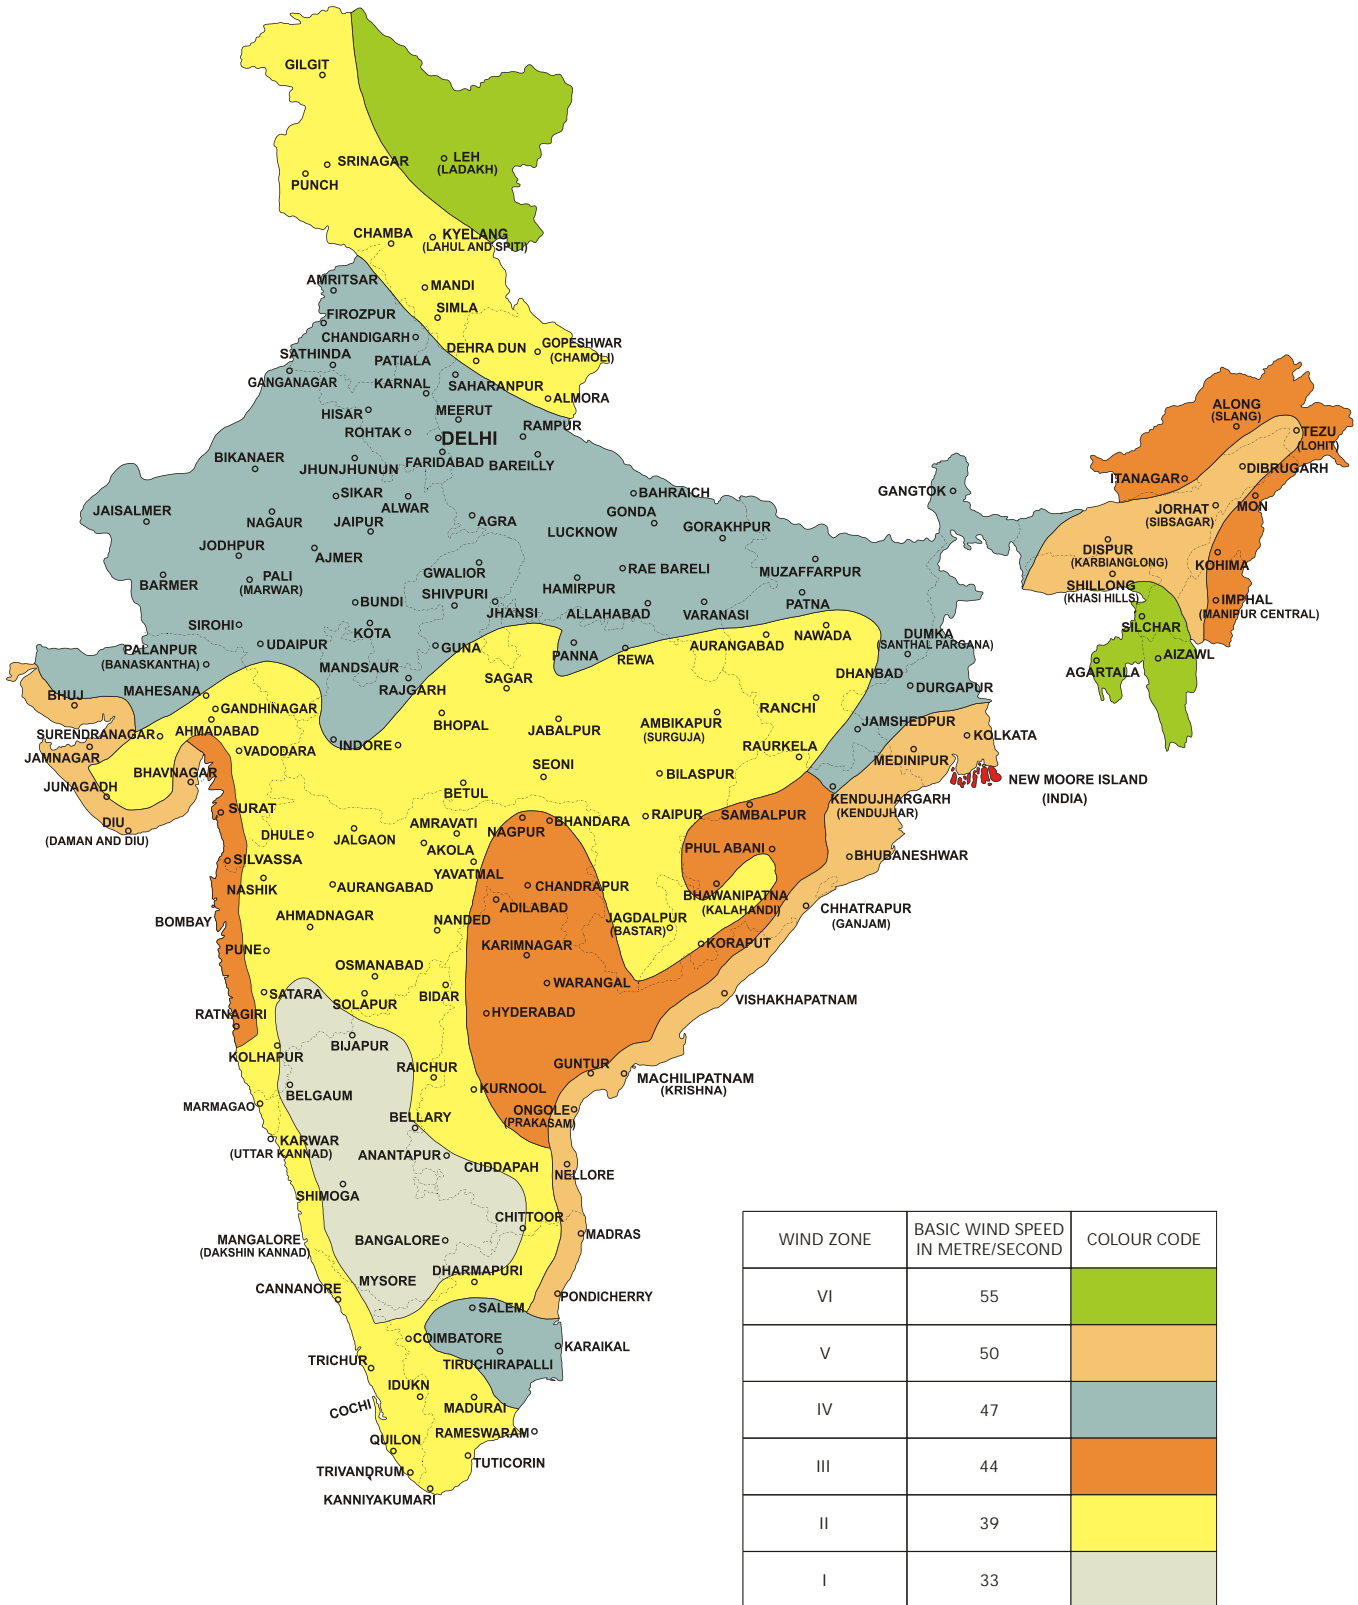 GILGIT
SRINAGAR
PUNCH
LEH
(LADAKH)
CHAMBA
KYELANG
(LAHUL AND SPITI)
AMRITSAR
MANDI
SIMLA
FIROZPUR
CHANDIGARH
SATHINDA
PATIALA
DEHRA DUN
GOPESHWAR
(CHAMOLI)
GANGANAGAR
KARNAL
SAHARANPUR
ALMORA
HISAR
MEERUT
ROHTAK
DELHI
RAMPUR
BIKANAER
JHUNJHUNUN
FARIDABAD
BAREILLY
SIKAR
ALWAR
BAHRAICH
JAISALMER
NAGAUR
JAIPUR
AGRA
LUCKNOW
GONDA
GORAKHPUR
GANGTOK
JODHPUR
AJMER
BARMER
PALI
(MARWAR)
GWALIOR
RAE BARELI
MUZAFFARPUR
HAMIRPUR
SHIVPURI
BUNDI
JHANSI
ALLAHABAD
VARANASI
PATNA
SIROHI
KOTA
UDAIPUR
GUNA
PANNA
REWA
AURANGABAD
NAWADA
DUMKA
(SANTHAL PARGANA)
PALANPUR
(BANASKANTHA)
MANDSAUR
RAJGARH
SAGAR
DHANBAD
DURGAPUR
BHUJ
MAHESANA
GANDHINAGAR
AHMADABAD
BHOPAL
JABALPUR
AMBIKAPUR
(SURGUJA)
RANCHI
JAMSHEDPUR
KOLKATA
SURENDRANAGAR
VADODARA
INDORE
RAURKELA
MEDINIPUR
JAMNAGAR
BHAVNAGAR
JUNAGADH
BETUL
SEONI
BILASPUR
NEW MOORE ISLAND
(INDIA)
KENDUJHARGARH
(KENDUJHAR)
DIU
(DAMAN AND DIU)
SURAT
DHULE
JALGAON
AMRAVATI
AKOLA
YAVATMAL
NAGPUR
BHANDARA
RAIPUR
SAMBALPUR
PHUL ABANI
BHUBANESHWAR
SILVASSA
NASHIK
AURANGABAD
CHANDRAPUR
ADILABAD
BHAWANIPATNA
(KALAHANDI)
CHHATRAPUR
(GANJAM)
BOMBAY
AHMADNAGAR
NANDED
JAGDALPUR
(BASTAR)
PUNE
KARIMNAGAR
KORAPUT
OSMANABAD
WARANGAL
SATARA
SOLAPUR
BIDAR
VISHAKHAPATNAM
RATNAGIRI
HYDERABAD
KOLHAPUR
BIJAPUR
RAICHUR
GUNTUR
MACHILIPATNAM
(KRISHNA)
BELGAUM
KURNOOL
MARMAGAO
BELLARY
ONGOLE
(PRAKASAM)
KARWAR
(UTTAR KANNAD)
ANANTAPUR
CUDDAPAH
NELLORE
SHIMOGA
CHITTOOR
MANGALORE
(DAKSHIN KANNAD)
BANGALORE
MADRAS
CANNANORE
MYSORE
DHARMAPURI
SALEM
PONDICHERRY
COIMBATORE
KARAIKAL
TRICHUR
TIRUCHIRAPALLI
IDUKN
COCHI
MADURAI
QUILON
RAMESWARAM
TRIVANDRUM
TUTICORIN
KANNIYAKUMARI
ALONG
(SLANG)
TEZU
(LOHIT)
ITANAGAR
DIBRUGARH
JORHAT
(SIBSAGAR)
MON
DISPUR
(KARBIANGLONG)
KOHIMA
SHILLONG
(KHASI HILLS)
IMPHAL
(MANIPUR CENTRAL)
SILCHAR
AIZAWL
AGARTALA
WIND ZONE
BASIC WIND SPEED
IN METRE/SECOND
COLOUR CODE
VI 55
V 50
IV 47
III 44
II 39
I 33